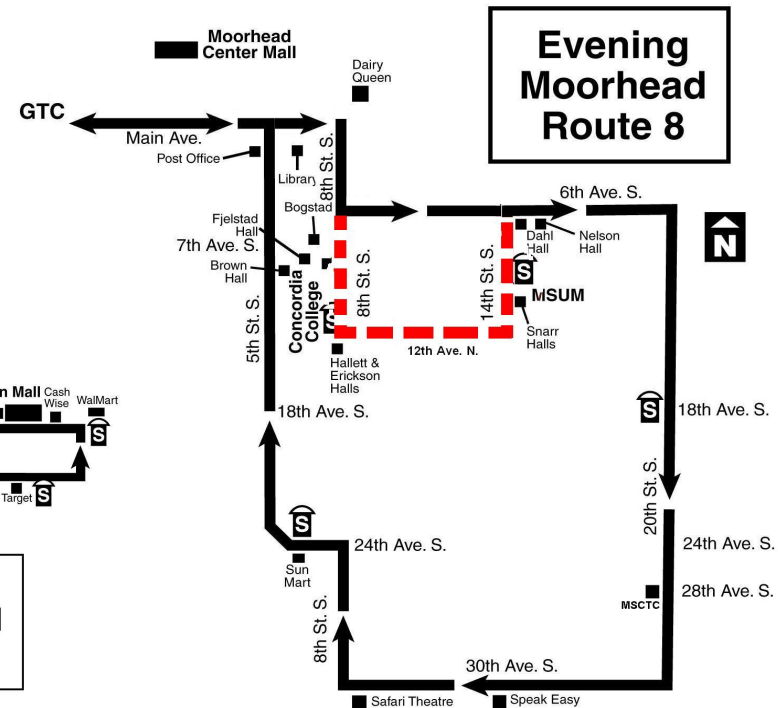 Evening
Moorhead
Route 8
Moorhead
Center Mall
Dairy
Queen
GTC
Main Ave.
Post Office
Library
8th St. S.
6th Ave. S.
Bogstad
Fjelstad
Hall
7th Ave. S.
Brown
Hall
Concordia
College
8th St. S.
14th St. S.
Dahl
Hall
Nelson
Hall
N
S
MSUM
Snarr
Halls
S
5th St. S.
12th Ave. N.
Hallett &
Erickson
Halls
n Mall
Cash
Wise
WalMart
S
Target
S
18th Ave. S.
S
18th Ave. S.
20th St. S.
S
Sun
Mart
24th Ave. S.
24th Ave. S.
28th Ave. S.
MSCTC
8th St. S.
30th Ave. S.
Safari Theatre
Speak Easy